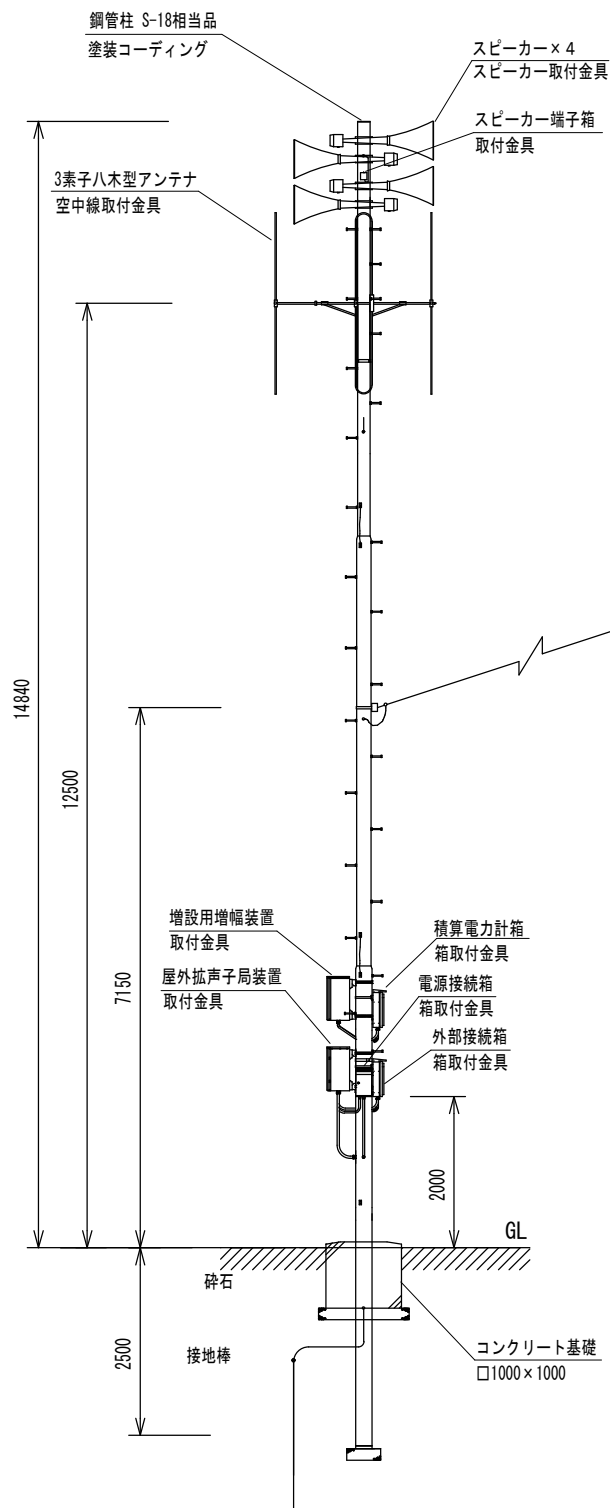 鋼管柱 S-18相当品
塗装コーディング
スピーカー×4
スピーカー取付金具
スピーカー端子箱
取付金具
3素子八木型アンテナ
空中線取付金具
14840
12500
7150
増設用増幅装置
取付金具
屋外拡声子局装置
取付金具
積算電力計箱
箱取付金具
電源接続箱
箱取付金具
外部接続箱
箱取付金具
2000
GL
砕石
2500
接地棒
コンクリート基礎
□1000×1000